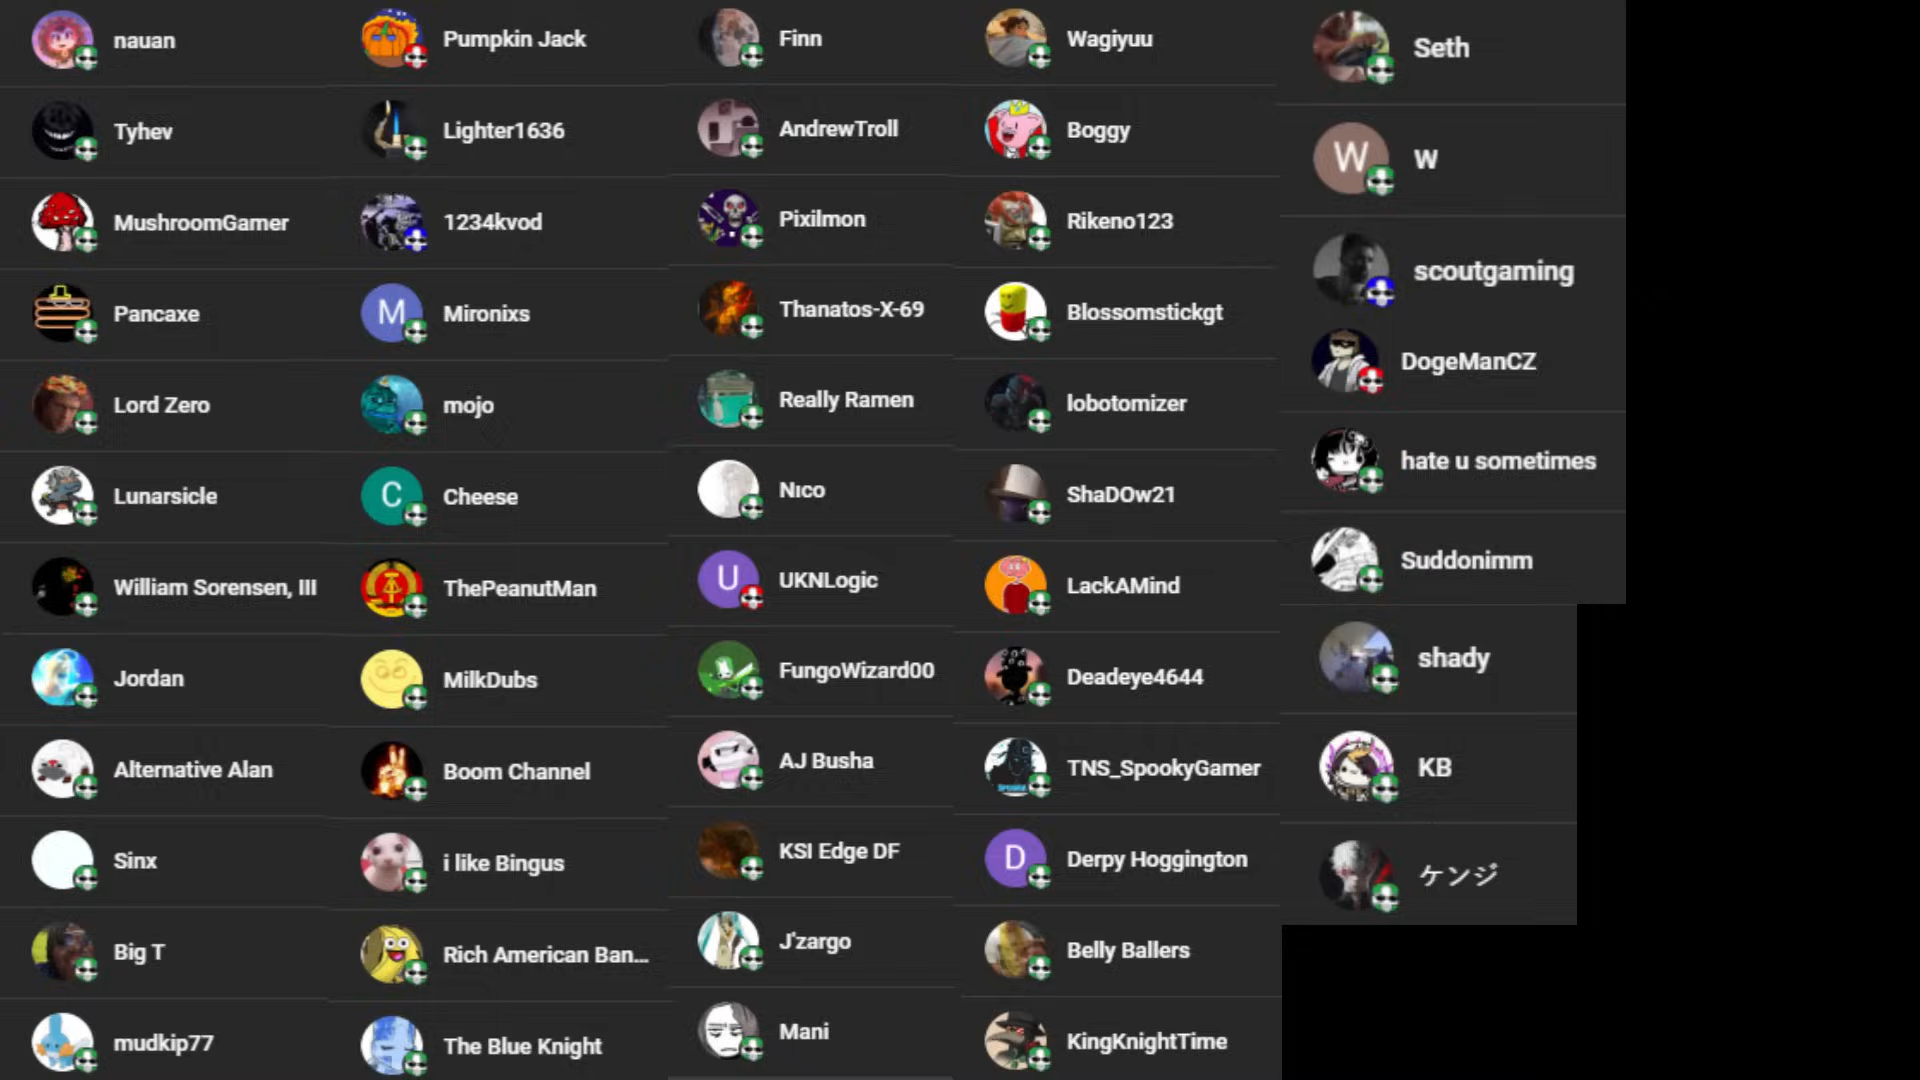 nauan
Tyhev
MushroomGamer
Pancaxe
Lord Zero
Lunarsicle
William Sorensen, III
Jordan
Alternative Alan
Sinx
Big T
mudkip77
Pumpkin Jack
Lighter1636
1234kvod
M
Mironixs
mojo
C
Cheese
ThePeanutMan
MilkDubs
Boom Channel
i like Bingus
Rich American Ban...
The Blue Knight
Finn
AndrewTroll
Pixilmon
Thanatos-X-69
Really Ramen
Nıco
U
UKNLogic
FungoWizard00
AJ Busha
KSI Edge DF
J'zargo
Mani
Wagiyuu
Boggy
Rikeno123
Blossomstickgt
lobotomizer
ShaDOw21
LackAMind
Deadeye4644
TNS_SpookyGamer
D
Derpy Hoggington
Belly Ballers
KingKnightTime
Seth
W
W
scoutgaming
DogeManCZ
hate u sometimes
Suddonimm
shady
KB
ケンジ